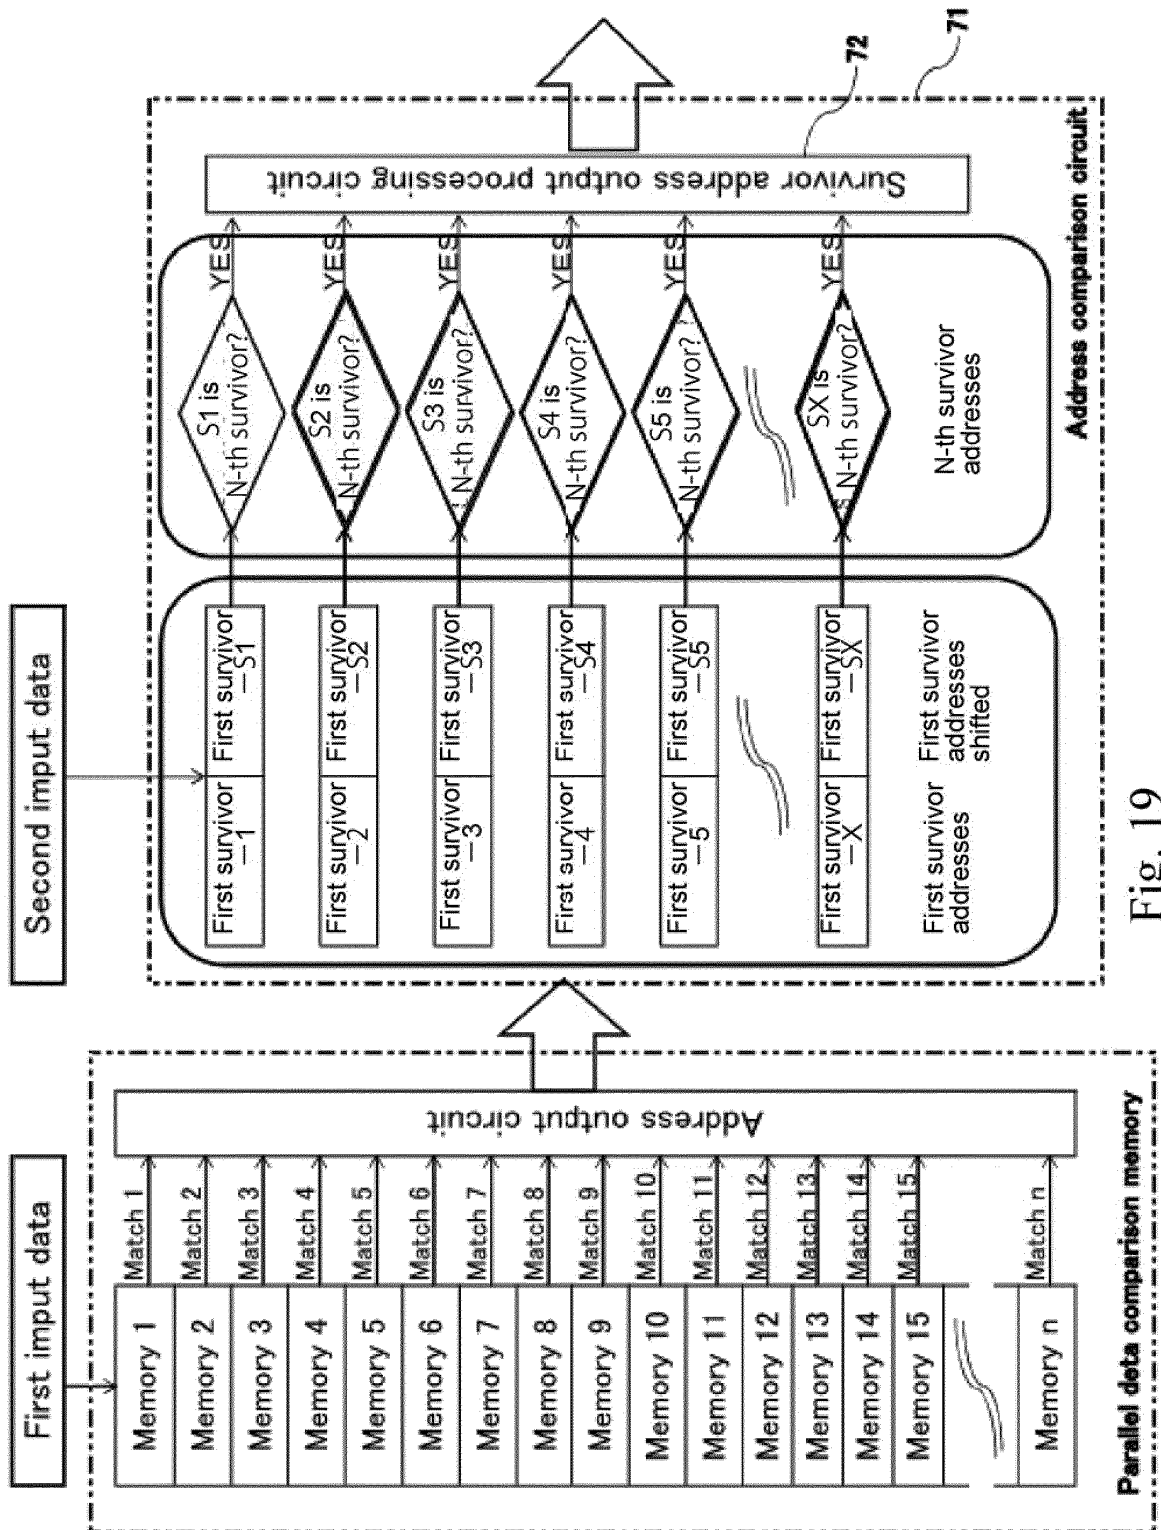 First imput data
Memory 1
Memory 2
Memory 3
Memory 4
Memory 5
Memory 6
Memory 7
Memory 8
Memory 9
Memory 10
Memory 11
Memory 12
Memory 13
Memory 14
Memory 15
Memory n
Match 1
Match 2
Match 3
Match 4
Match 5
Match 6
Match 7
Match 8
Match 9
Match 10
Match 11
Match 12
Match 13
Match 14
Match 15
Match n
Address output circuit
Parallel deta comparison memory
Second imput data
First survivor
—1
First survivor
—S1
First survivor
—2
First survivor
—S2
First survivor
—3
First survivor
—S3
First survivor
—4
First survivor
—S4
First survivor
—5
First survivor
—S5
First survivor
—X
First survivor
—SX
First survivor
addresses
First survivor
addresses
shifted
S1 is
N-th survivor?
YES
S2 is
N-th survivor?
YES
S3 is
N-th survivor?
YES
S4 is
N-th survivor?
YES
S5 is
N-th survivor?
YES
SX is
N-th survivor?
YES
N-th survivor
addresses
Survivor address output processing circuit
72
71
Address comparison ciruuit
Fig. 19